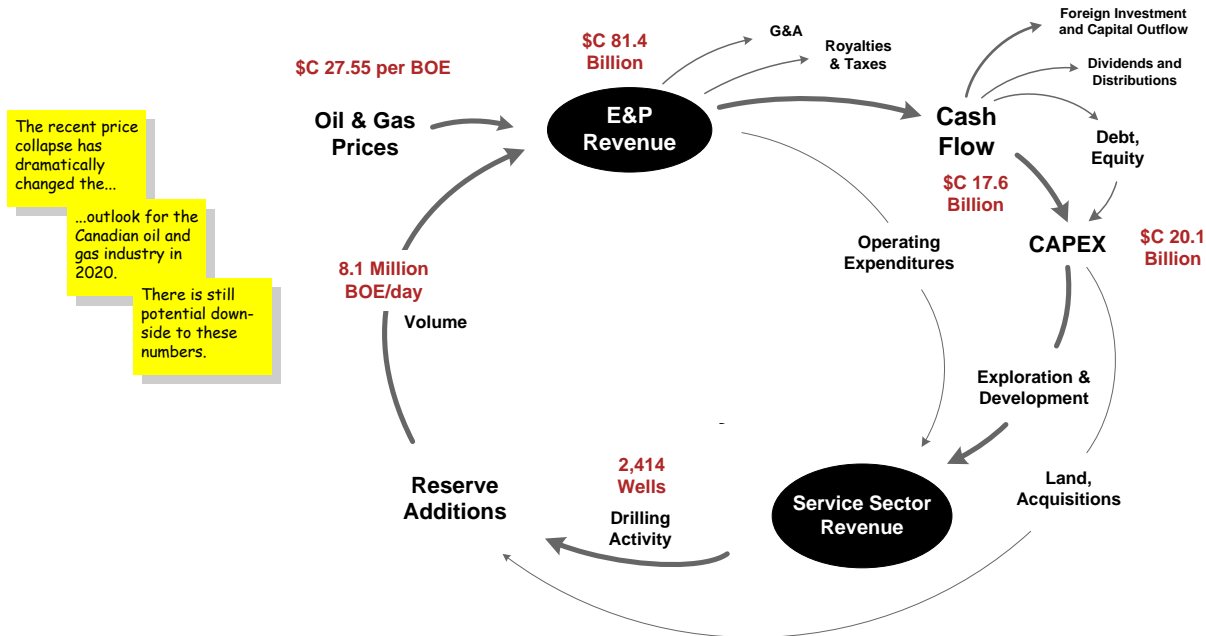 Foreign Investment
and Capital Outflow
G&A
$C 81.4
Billion
Royalties
& Taxes
$C 27.55 per BOE
Dividends and
Distributions
The recent price
collapse has
dramatically
changed the...
Oil & Gas
Prices
E&P
Revenue
Cash
Flow
Debt,
Equity
$C 17.6
Billion
...outlook for the
Canadian oil and
gas industry in
2020.
Operating
Expenditures
CAPEX
$C 20.1
Billion
8.1 Million
BOE/day
Volume
There is still
potential down-
side to these
numbers.
Exploration &
Development
2,414
Wells
Reserve
Additions
Drilling
Activity
Service Sector
Revenue
Land,
Acquisitions